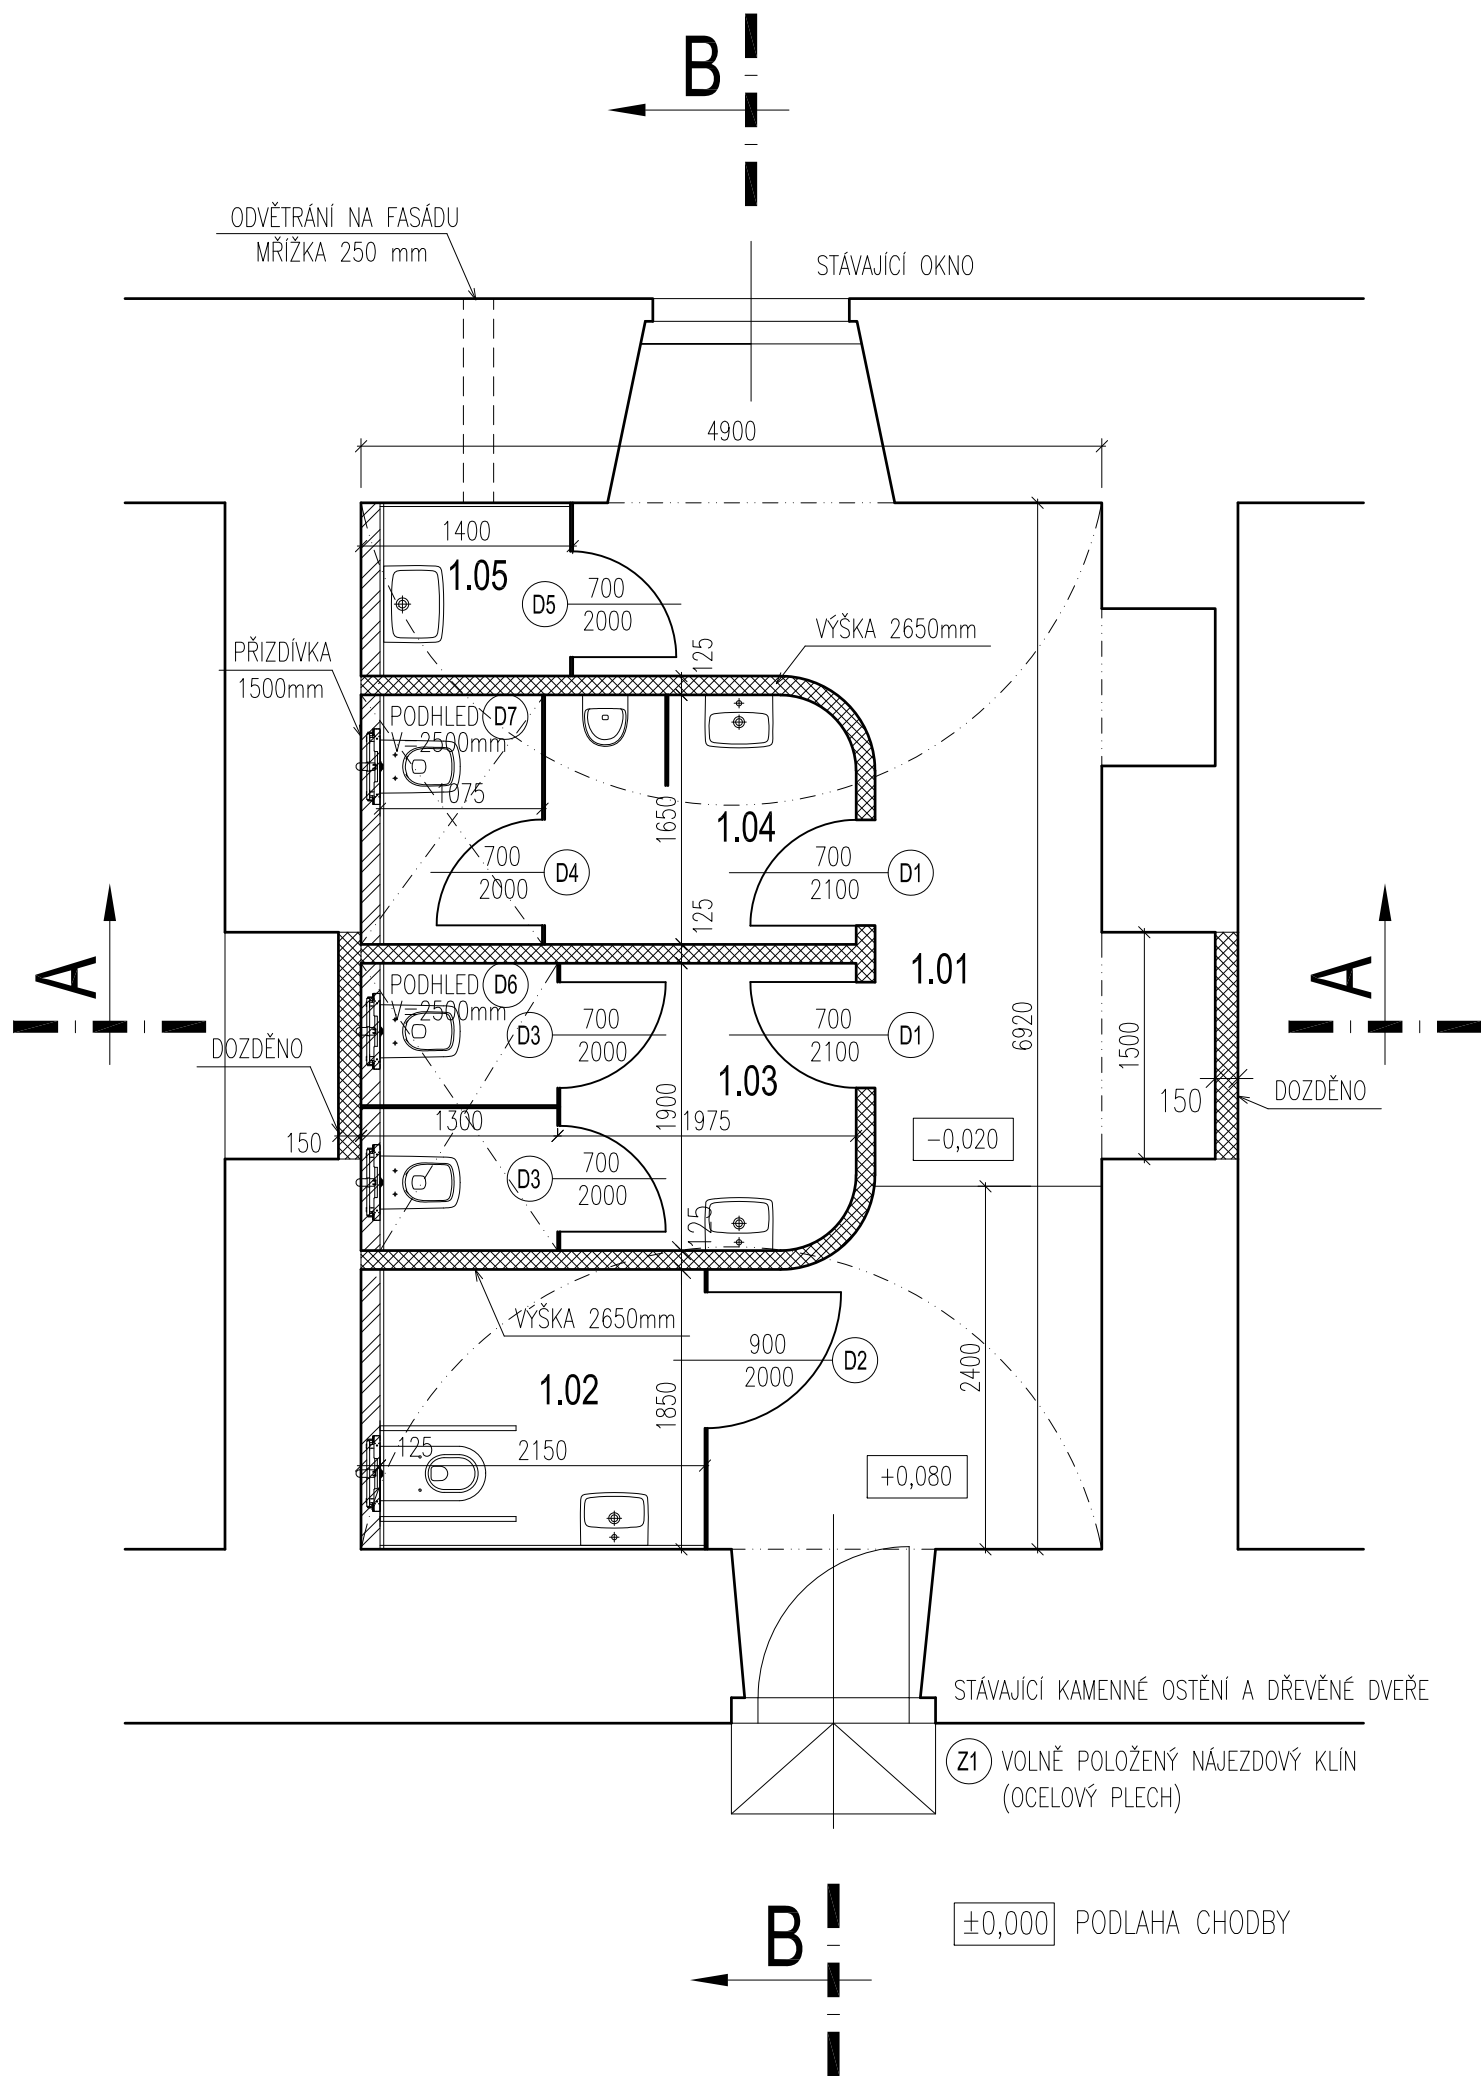 B
ODVĚTRÁNÍ NA FASÁDU
MŘÍŽKA 250 mm
STÁVAJÍCÍ OKNO
4900
1400
1.05
D5
700
2000
VÝŠKA 2650mm
PŘIZDÍVKA
1500mm
125
PODHLED
V=2500mm
D7
1075
1650
1.04
700
2000
D4
700
2100
D1
125
A
A
1.01
PODHLED
V=2500mm
D6
D3
700
2000
700
2100
D1
6920
1500
DOZDĚNO
1.03
150
DOZDĚNO
150
1300
1900
1975
-0,020
D3
700
2000
125
VÝŠKA 2650mm
900
2000
D2
2400
1.02
1850
125
2150
+0,080
STÁVAJÍCÍ KAMENNÉ OSTĚNÍ A DŘEVĚNÉ DVEŘE
Z1 VOLNĚ POLOŽENÝ NÁJEZDOVÝ KLÍN
(OCELOVÝ PLECH)
B
±0,000 PODLAHA CHODBY